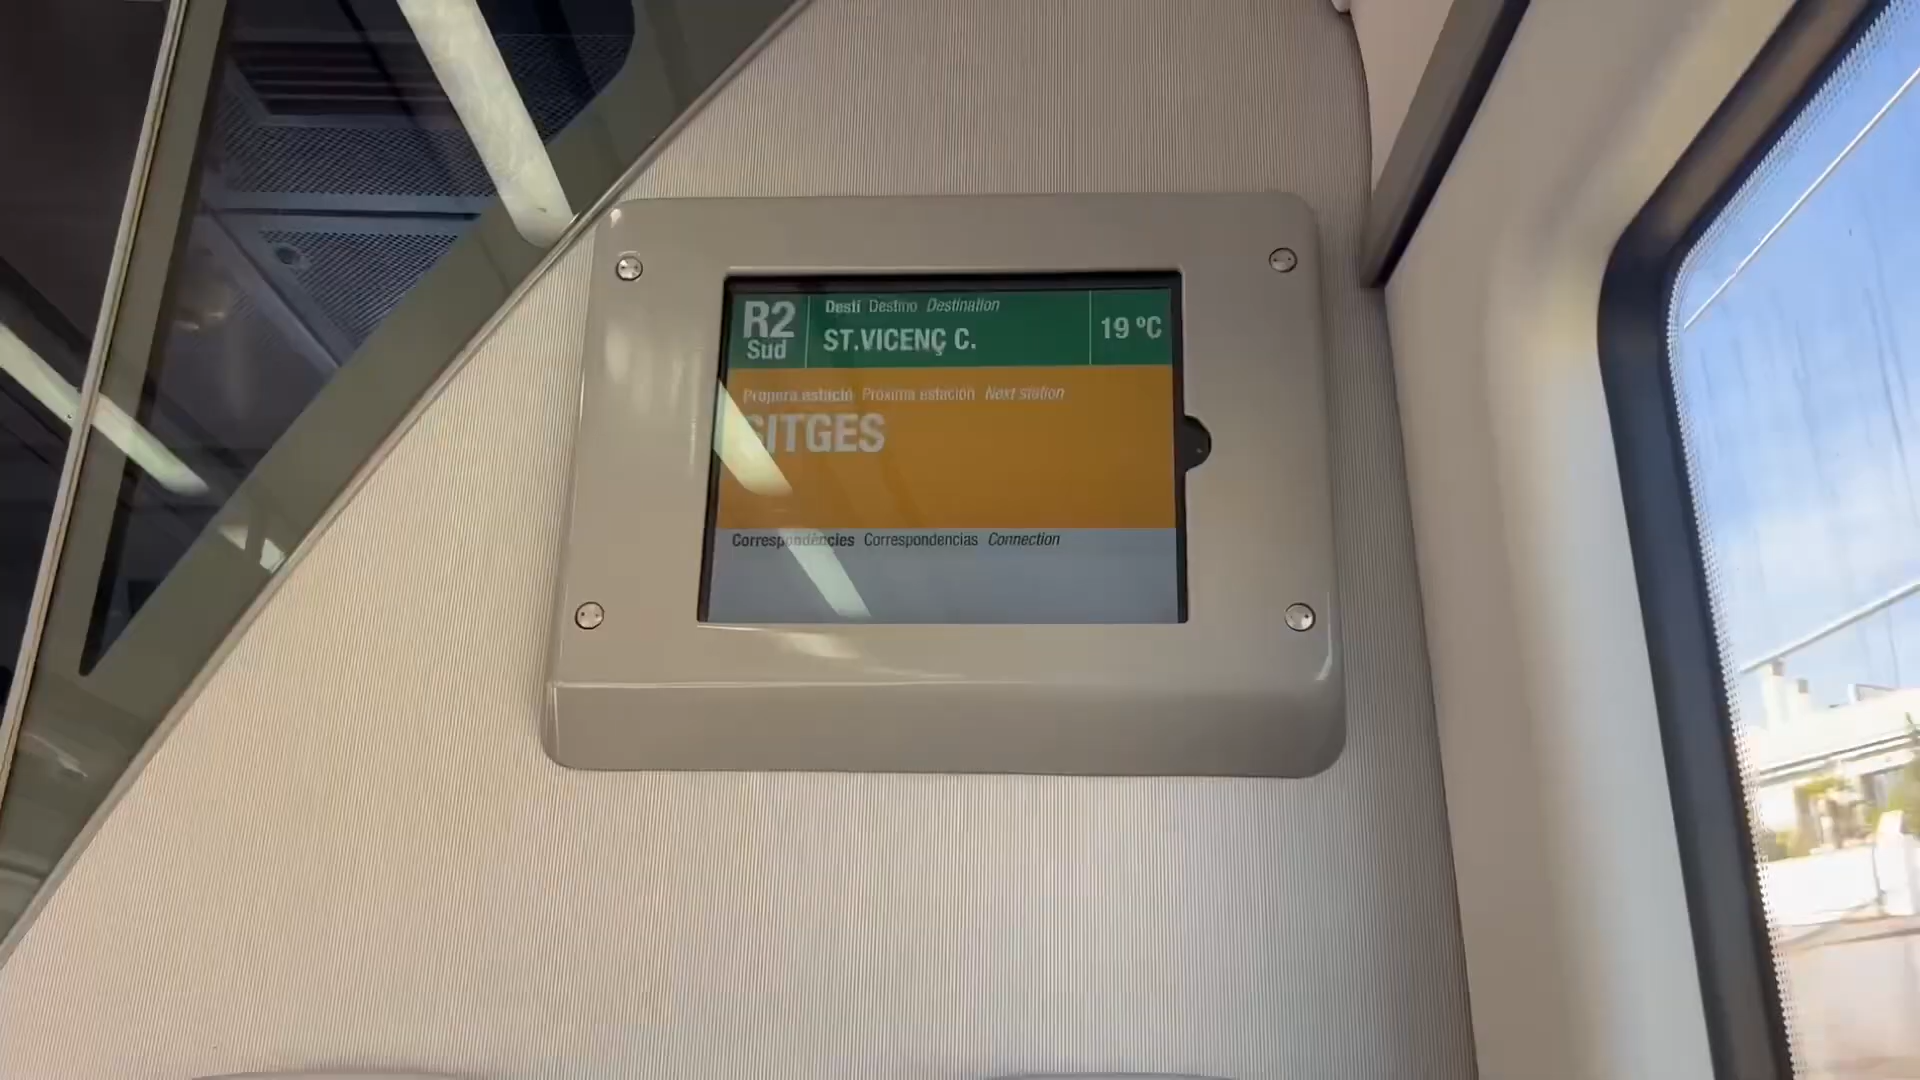 R2
Sud
Destí Destino Destination
ST.VICENÇ C.
19 ºC
Propera estació Próxima estación Next station
SITGES
Correspondències Correspondencias Connection